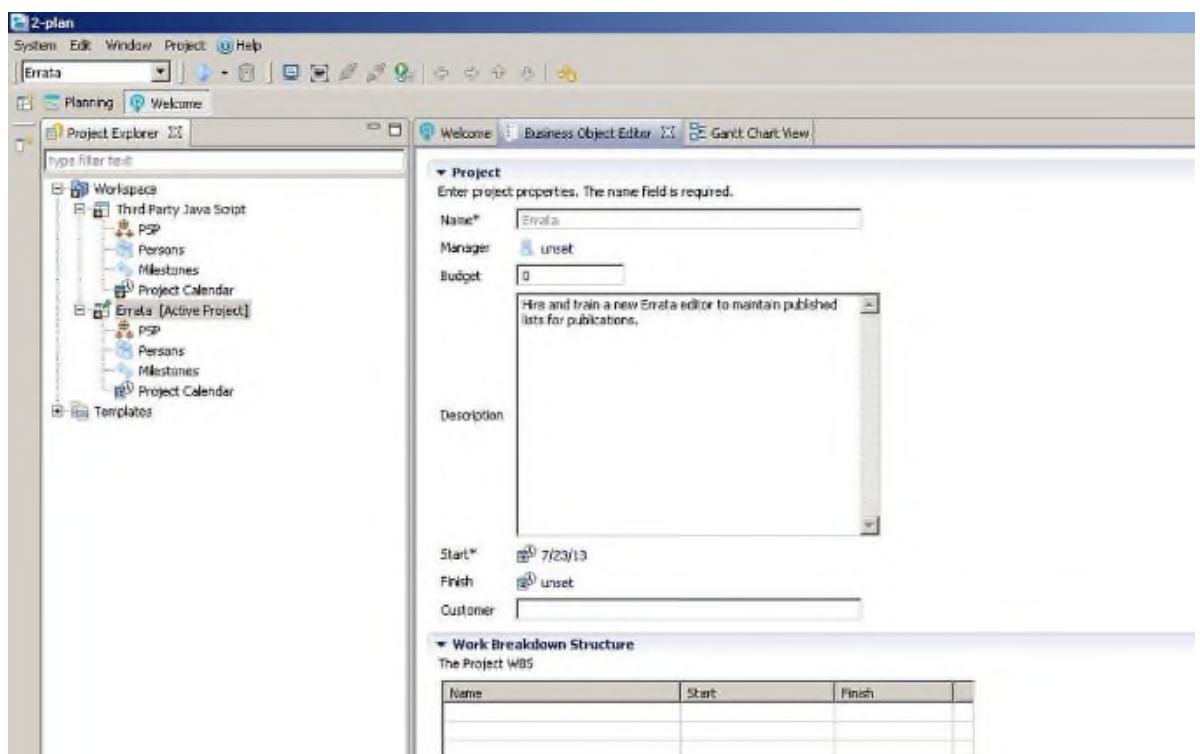 2-plan
System Edit Window Project Help
Errata
Planning Welcome
Project Explorer
type filter text
Workspace
Third Party Java Script
PSP
Persons
Milestones
Project Calendar
Errata [Active Project]
PSP
Persons
Milestones
Project Calendar
Templates
Welcome Business Object Editor Gantt Chart View
Project
Enter project properties. The name field is required.
Name* Errata
Manager unset
Budget 0
Hire and train a new Errata editor to maintain published
lists for publications.
Description
Start* 7/23/13
Finish unset
Customer
Work Breakdown Structure
The Project WBS
Name Start Finish